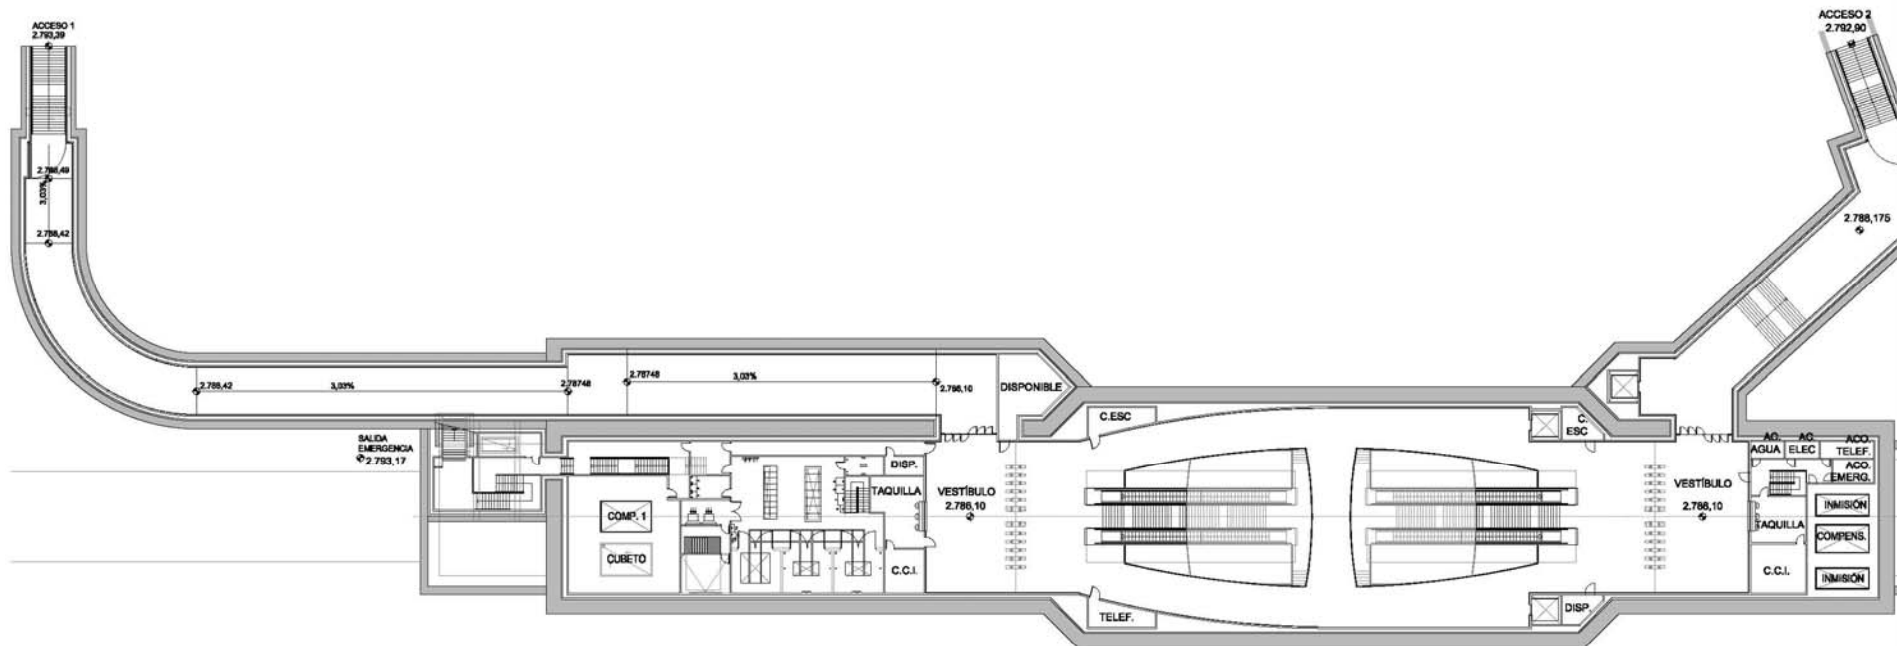 ACCESO 1
2.793,39
ACCESO 2
2.792,90
3,03%
2.788,42
2.788,175
2.788,42
3,03%
2.78748
2.78748
3,03%
2.786,10
DISPONIBLE
C.ESC
C.
ESC
SALIDA
EMERGENCIA
2.793,17
DISP.
TAQUILLA
VESTÍBULO
2.786,10
COMP. 1
CUBETO
C.C.I.
TELEF.
DISP.
VESTÍBULO
2.786,10
AC.
AGUA
AC.
ELEC
ACO.
TELEF.
ACO.
EMERG.
TAQUILLA
C.C.I.
INMISIÓN
COMPENS.
INMISIÓN